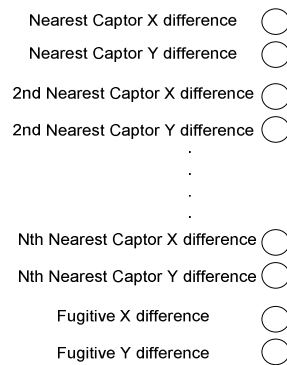 Nearest Captor X difference
Nearest Captor Y difference
2nd Nearest Captor X difference
2nd Nearest Captor Y difference
.
.
.
.
Nth Nearest Captor X difference
Nth Nearest Captor Y difference
Fugitive X difference
Fugitive Y difference